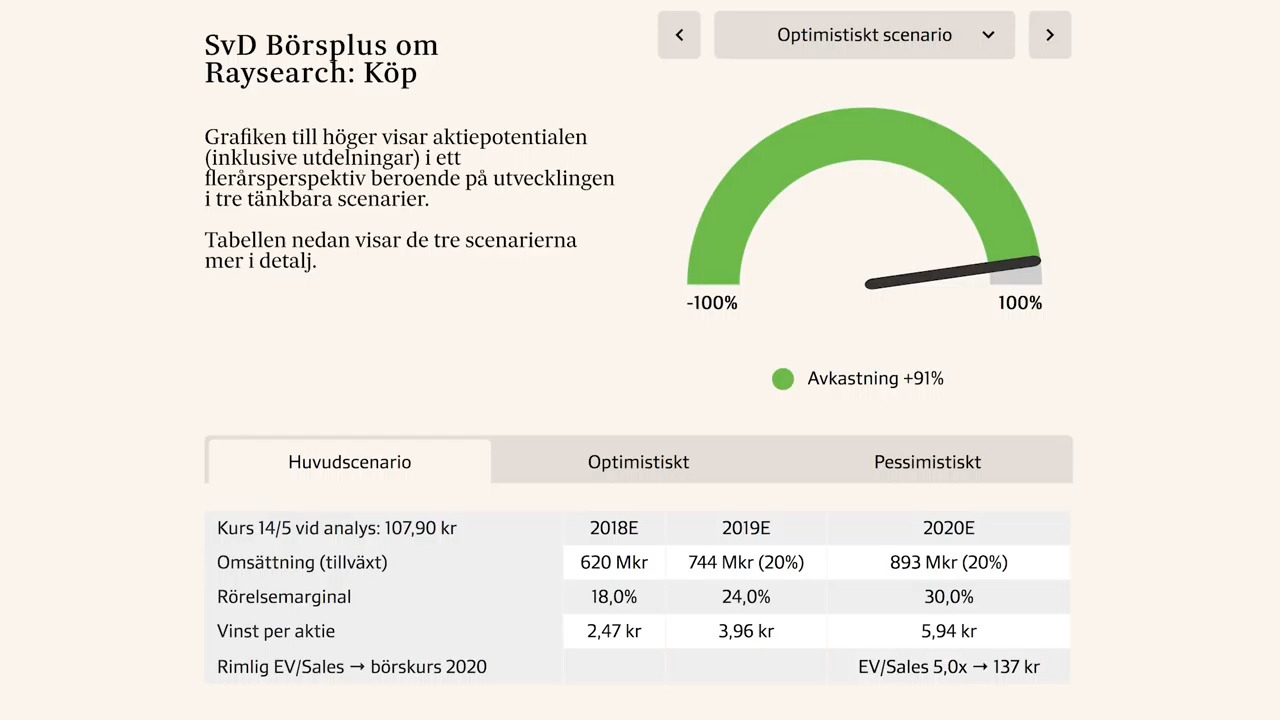 SvD Börsplus om
Raysearch: Köp
Optimistiskt scenario
Grafiken till höger visar aktiepotentialen
(inklusive utdelningar) i ett
flerårsperspektiv beroende på utvecklingen
i tre tänkbara scenarier.
Tabellen nedan visar de tre scenarierna
mer i detalj.
-100%
100%
Avkastning +91%
Huvudscenario
Optimistiskt
Pessimistiskt
Kurs 14/5 vid analys: 107,90 kr 2018E 2019E 2020E
Omsättning (tillväxt) 620 Mkr 744 Mkr (20%) 893 Mkr (20%)
Rörelsemarginal 18,0% 24,0% 30,0%
Vinst per aktie 2,47 kr 3,96 kr 5,94 kr
Rimlig EV/Sales → börskurs 2020 EV/Sales 5,0x → 137 kr